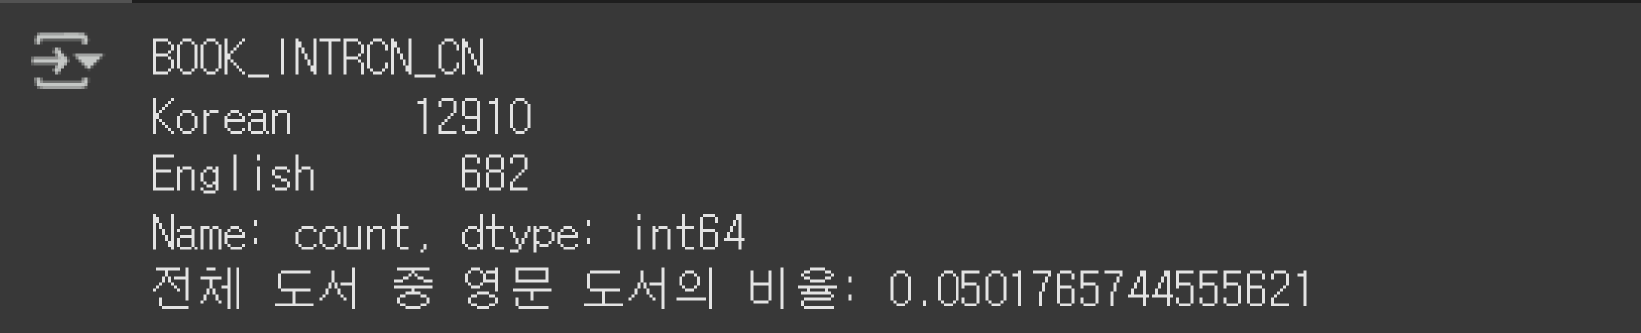 BOOK_INTRCN_CN
Korean     12910
English      682
Name: count, dtype: int64
전체 도서 중 영문 도서의 비율: 0.0501765744555621